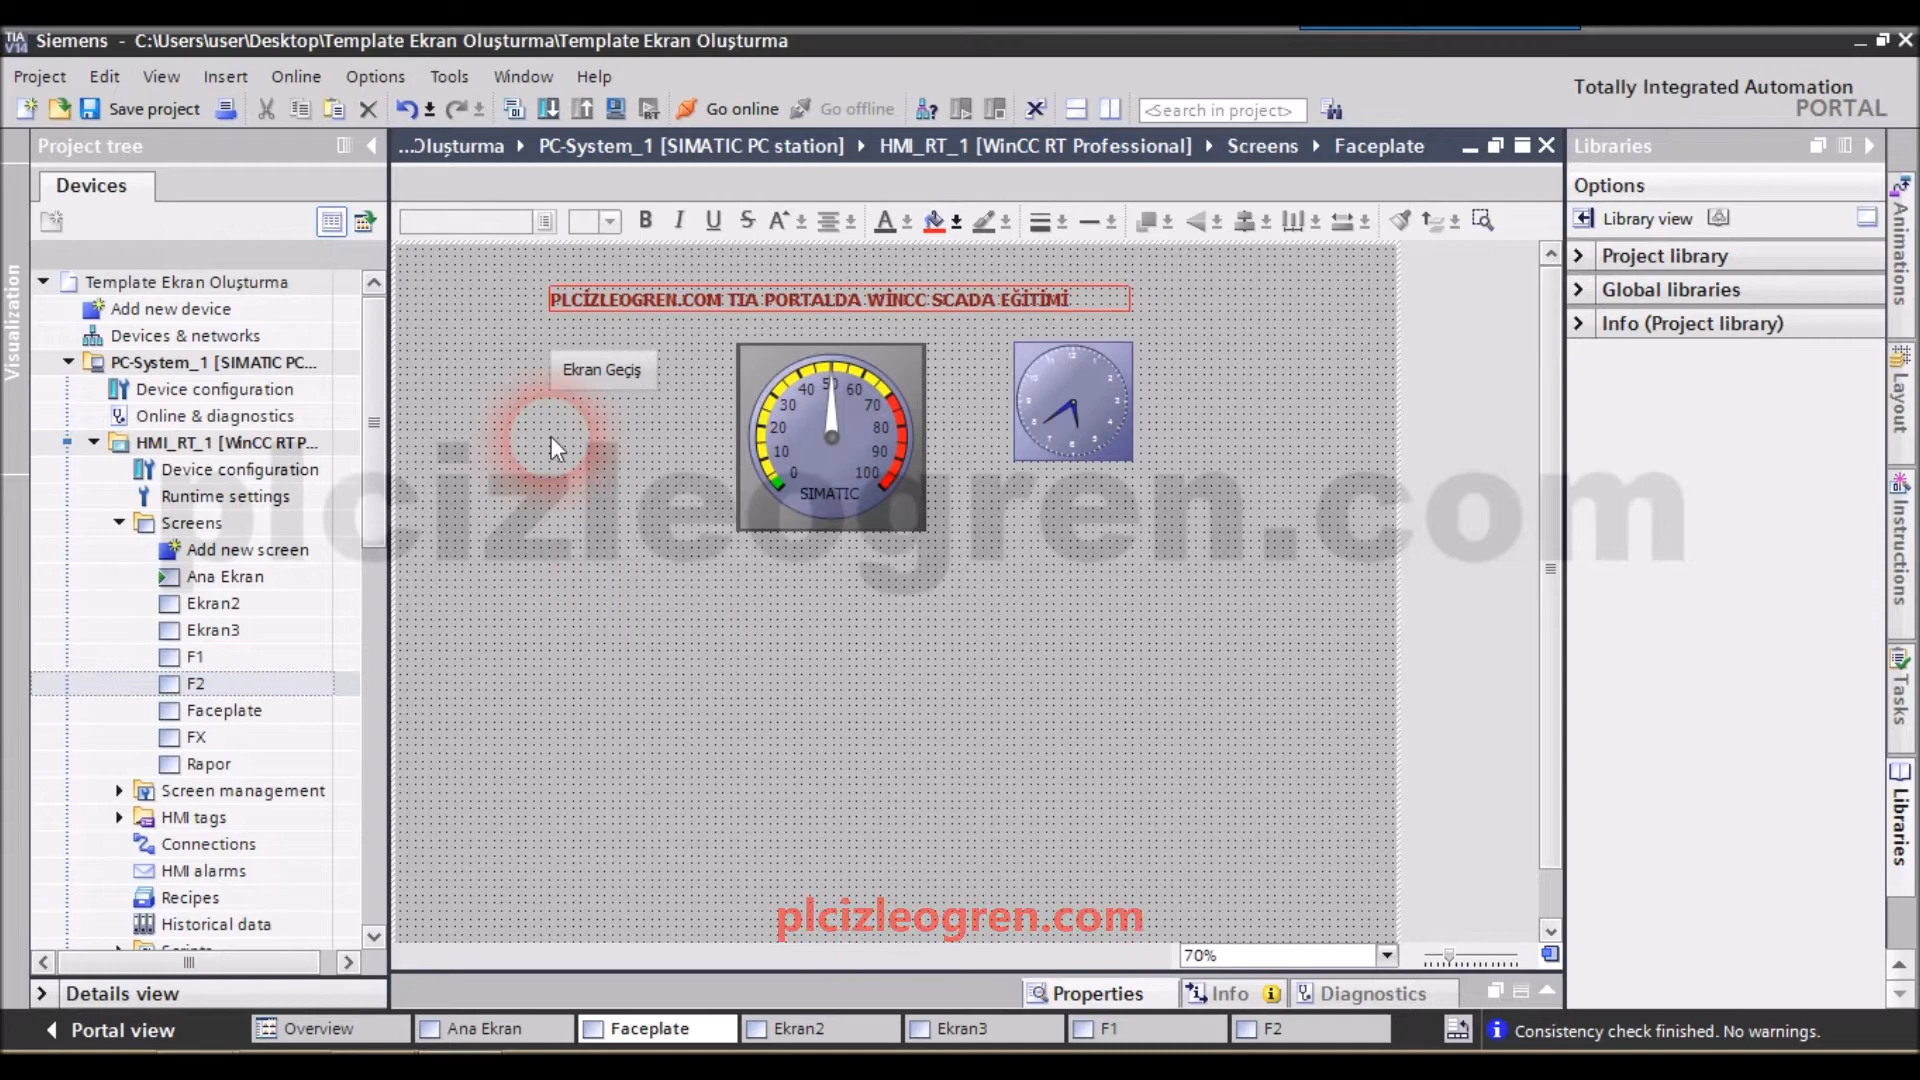 TIA V14 Siemens - C:\Users\user\Desktop\Template Ekran Oluşturma\Template Ekran Oluşturma
Project Edit View Insert Online Options Tools Window Help
Totally Integrated Automation
PORTAL
Save project
Go online
Go offline
<Search in project>
Project tree
...Oluşturma
PC-System_1 [SIMATIC PC station]
HMI_RT_1 [WinCC RT Professional]
Screens
Faceplate
Libraries
Devices
Options
Library view
Project library
Global libraries
Info (Project library)
Visualization
Template Ekran Oluşturma
Add new device
Devices & networks
PC-System_1 [SIMATIC PC...
Device configuration
Online & diagnostics
HMI_RT_1 [WinCC RT P...
Device configuration
Runtime settings
Screens
Add new screen
Ana Ekran
Ekran2
Ekran3
F1
F2
Faceplate
FX
Rapor
Screen management
HMI tags
Connections
HMI alarms
Recipes
Historical data
Scripts
Details view
PLCİZLEOGREN.COM TIA PORTALDA WİNCC SCADA EĞİTİMİ
Ekran Geçiş
0 10 20 30 40 50 60 70 80 90 100
SIMATIC
plcizleogren.com
plcizleogren.com
70%
Properties
Info
Diagnostics
Animations
Layout
Instructions
Tasks
Libraries
Portal view
Overview
Ana Ekran
Faceplate
Ekran2
Ekran3
F1
F2
Consistency check finished. No warnings.